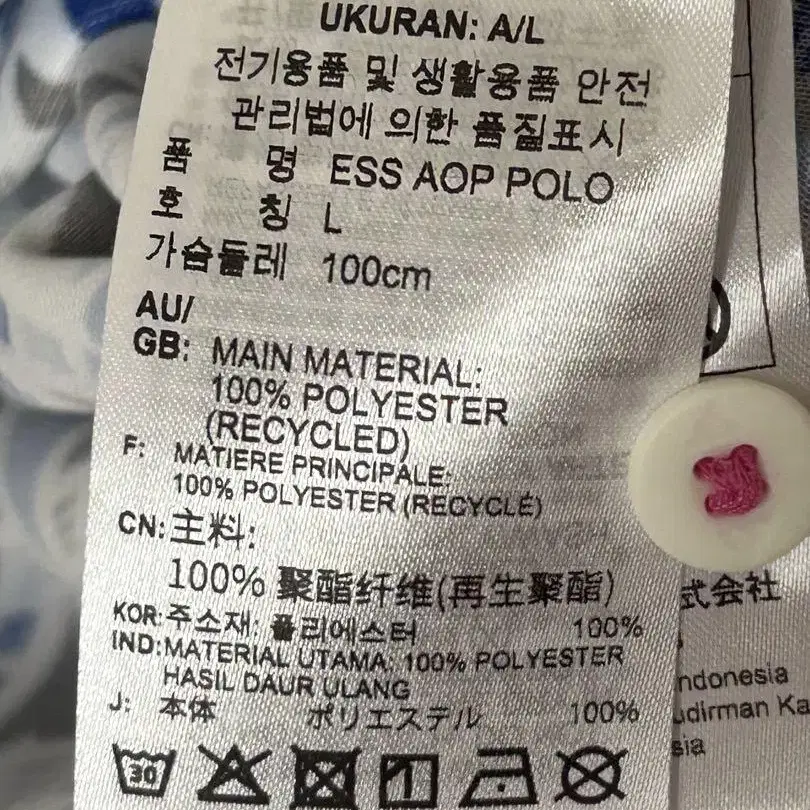 UKURAN: A/L
전기용품 및 생활용품 안전
관리법에 의한 품질표시
품 명 ESS AOP POLO
호 칭 L
가슴둘레 100cm
AU/
GB: MAIN MATERIAL:
100% POLYESTER
(RECYCLED)
F: MATIERE PRINCIPALE:
100% POLYESTER (RECYCLÉ)
CN: 主料:
100% 聚酯纤维(再生聚酯)
KOR: 주소재: 폴리에스터 100%
IND: MATERIAL UTAMA: 100% POLYESTER
HASIL DAUR ULANG
J: 本体 ポリエステル 100%
30
式会社
ndonesia
udirman Ka
sia